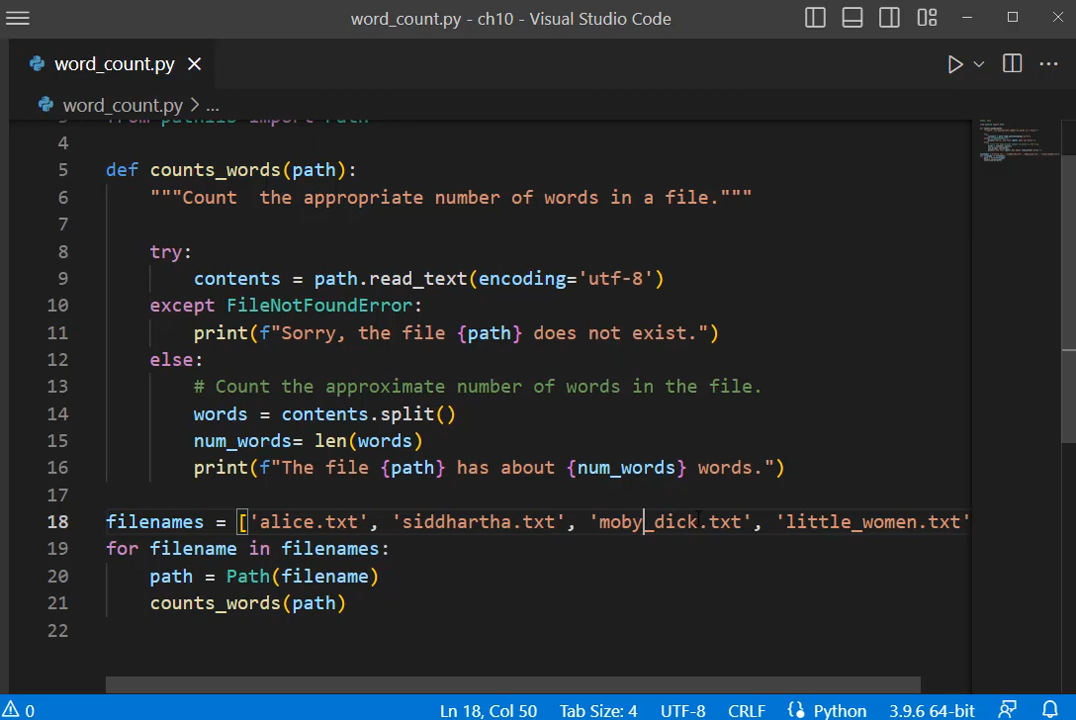 word_count.py - ch10 - Visual Studio Code
word_count.py
word_count.py > ...
3 from pathlib import Path
4
5 def counts_words(path):
6 """Count  the appropriate number of words in a file."""
7
8 try:
9 contents = path.read_text(encoding='utf-8')
10 except FileNotFoundError:
11 print(f"Sorry, the file {path} does not exist.")
12 else:
13 # Count the approximate number of words in the file.
14 words = contents.split()
15 num_words= len(words)
16 print(f"The file {path} has about {num_words} words.")
17
18 filenames = ['alice.txt', 'siddhartha.txt', 'moby_dick.txt', 'little_women.txt'
19 for filename in filenames:
20 path = Path(filename)
21 counts_words(path)
22
0 Ln 18, Col 50 Tab Size: 4 UTF-8 CRLF Python 3.9.6 64-bit